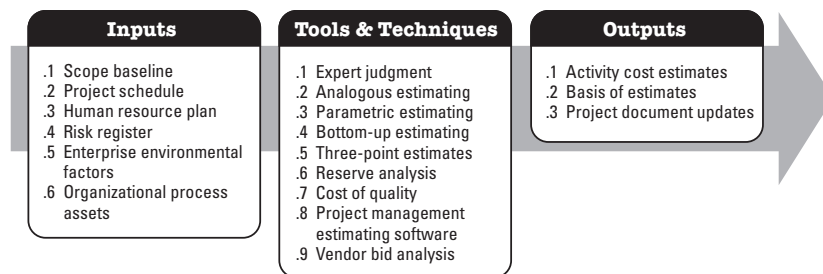 Inputs
.1 Scope baseline
.2 Project schedule
.3 Human resource plan
.4 Risk register
.5 Enterprise environmental
factors
.6 Organizational process
assets
Tools & Techniques
.1 Expert judgment
.2 Analogous estimating
.3 Parametric estimating
.4 Bottom-up estimating
.5 Three-point estimates
.6 Reserve analysis
.7 Cost of quality
.8 Project management
estimating software
.9 Vendor bid analysis
Outputs
.1 Activity cost estimates
.2 Basis of estimates
.3 Project document updates